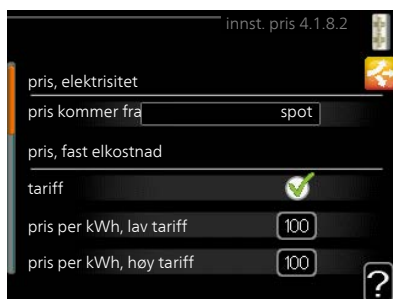 innst. pris 4.1.8.2
pris, elektrisitet
pris kommer fra spot
pris, fast elkostnad
tariff
pris per kWh, lav tariff 100
pris per kWh, høy tariff 100
?